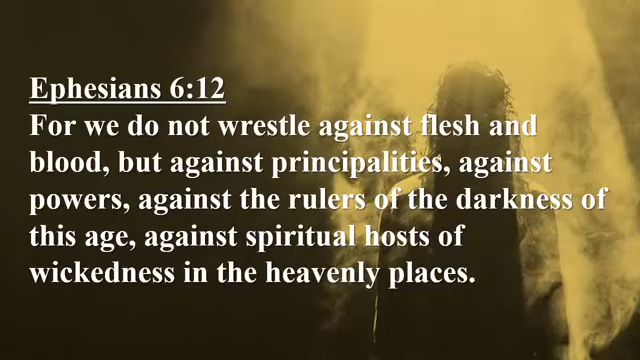 Ephesians 6:12
For we do not wrestle against flesh and
blood, but against principalities, against
powers, against the rulers of the darkness of
this age, against spiritual hosts of
wickedness in the heavenly places.